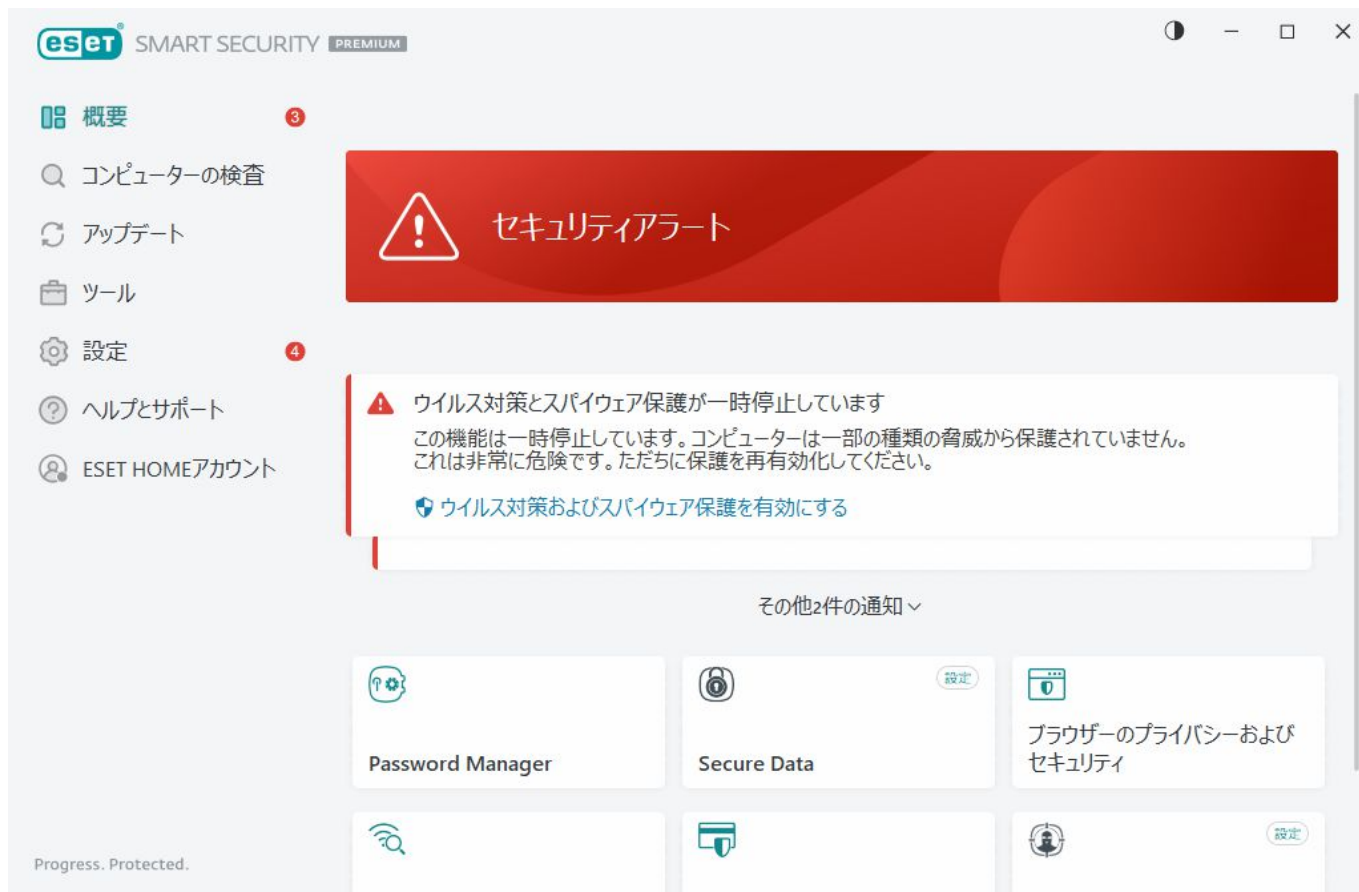 eset® SMART SECURITY PREMIUM
概要 3
コンピューターの検査
アップデート
ツール
設定 4
ヘルプとサポート
ESET HOMEアカウント
セキュリティアラート
ウイルス対策とスパイウェア保護が一時停止しています
この機能は一時停止しています。コンピューターは一部の種類の脅威から保護されていません。
これは非常に危険です。ただちに保護を再有効化してください。
ウイルス対策およびスパイウェア保護を有効にする
その他2件の通知
Password Manager
設定
Secure Data
ブラウザーのプライバシーおよび
セキュリティ
設定
Progress. Protected.